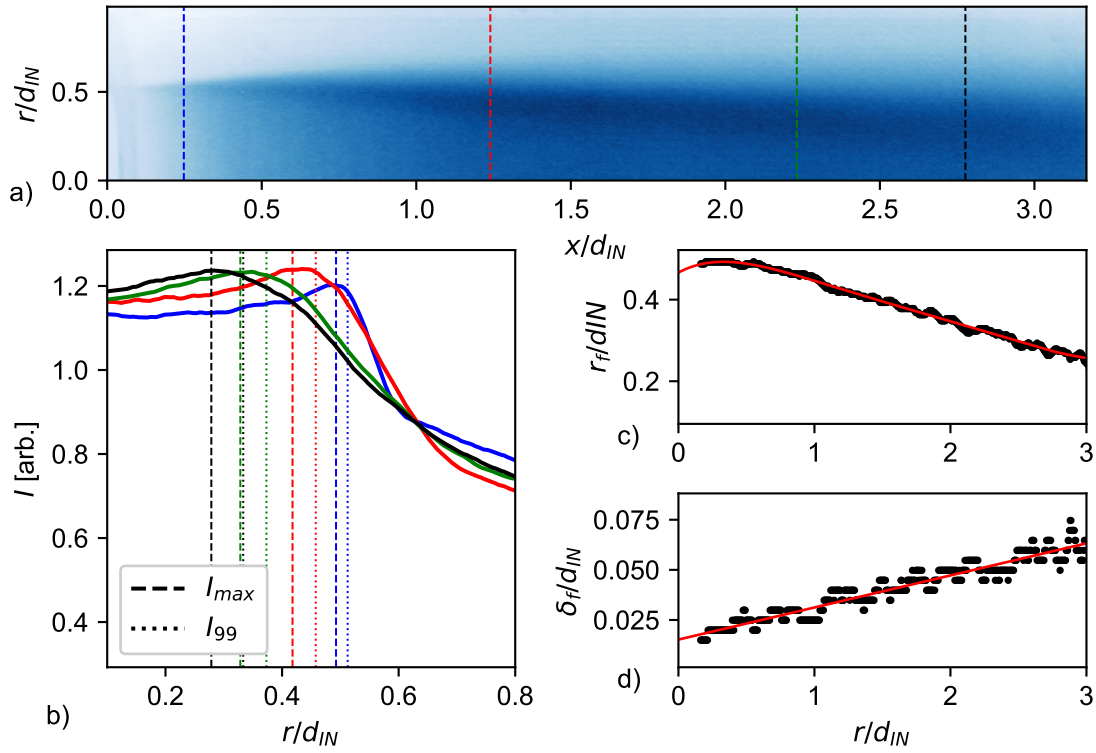 r/d_IN
0.5
0.0
a)
0.0 0.5 1.0 1.5 2.0 2.5 3.0
x/d_IN
I [arb.]
1.2
1.0
0.8
0.6
0.4
I_max
I_99
0.2 0.4 0.6 0.8
b)
r/d_IN
r_f/dIN
0.4
0.2
c)
0 1 2 3
δ_f/d_IN
0.075
0.050
0.025
d)
0 1 2 3
r/d_IN